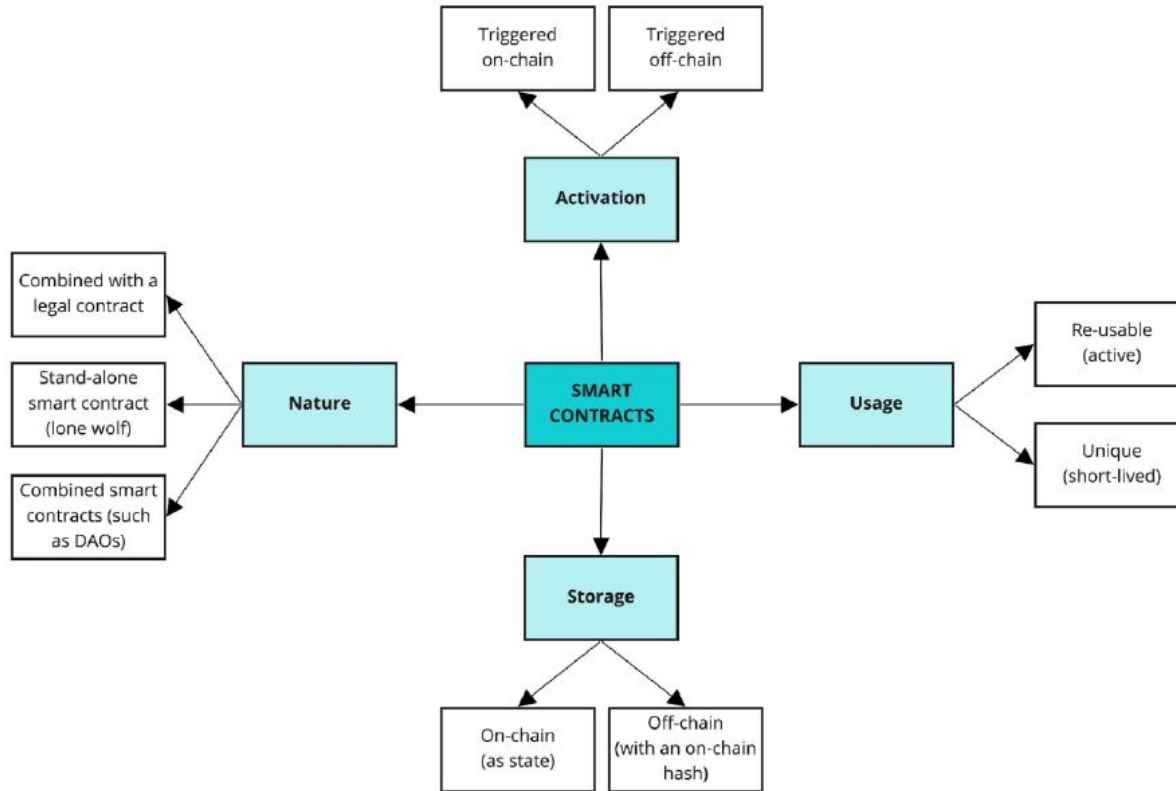 Triggered
on-chain
Triggered
off-chain
Activation
Combined with a
legal contract
Stand-alone
smart contract
(lone wolf)
Combined smart
contracts (such
as DAOs)
Nature
SMART
CONTRACTS
Usage
Re-usable
(active)
Unique
(short-lived)
Storage
On-chain
(as state)
Off-chain
(with an on-chain
hash)